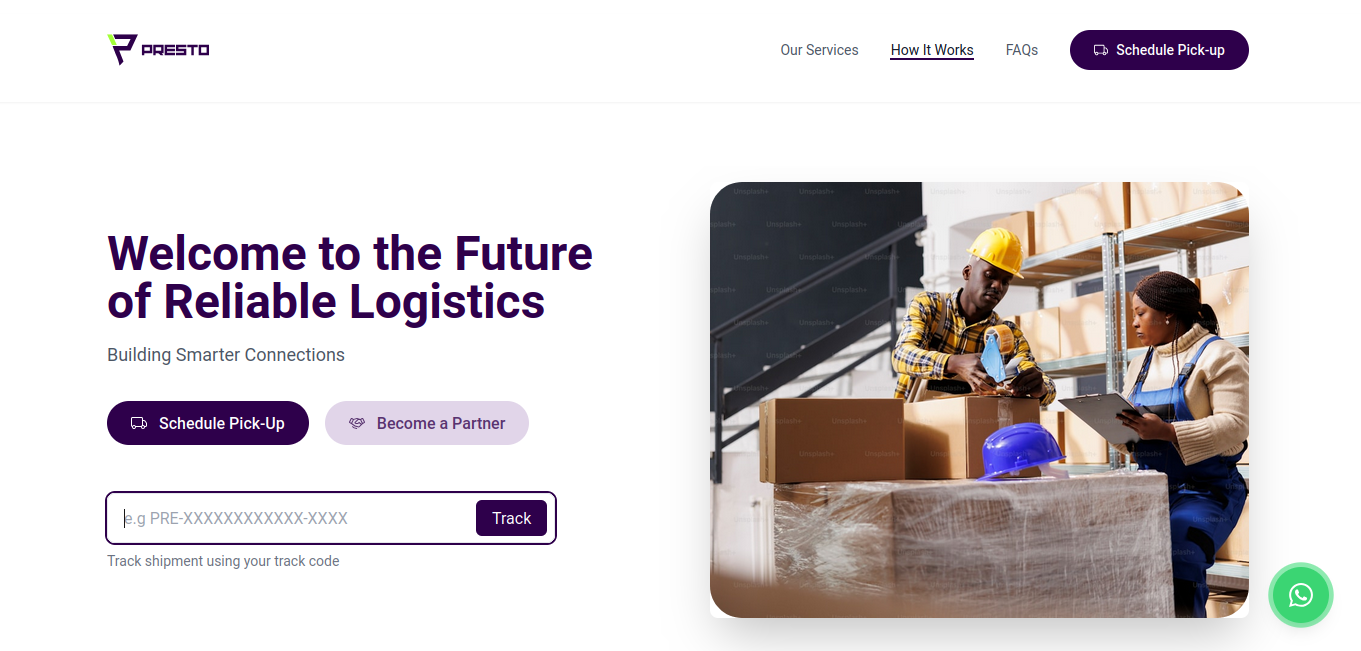 PRESTO
Our Services
How It Works
FAQs
Schedule Pick-up
Welcome to the Future
of Reliable Logistics
Building Smarter Connections
Schedule Pick-Up
Become a Partner
e.g PRE-XXXXXXXXXXXX-XXXX
Track
Track shipment using your track code
Unsplash+